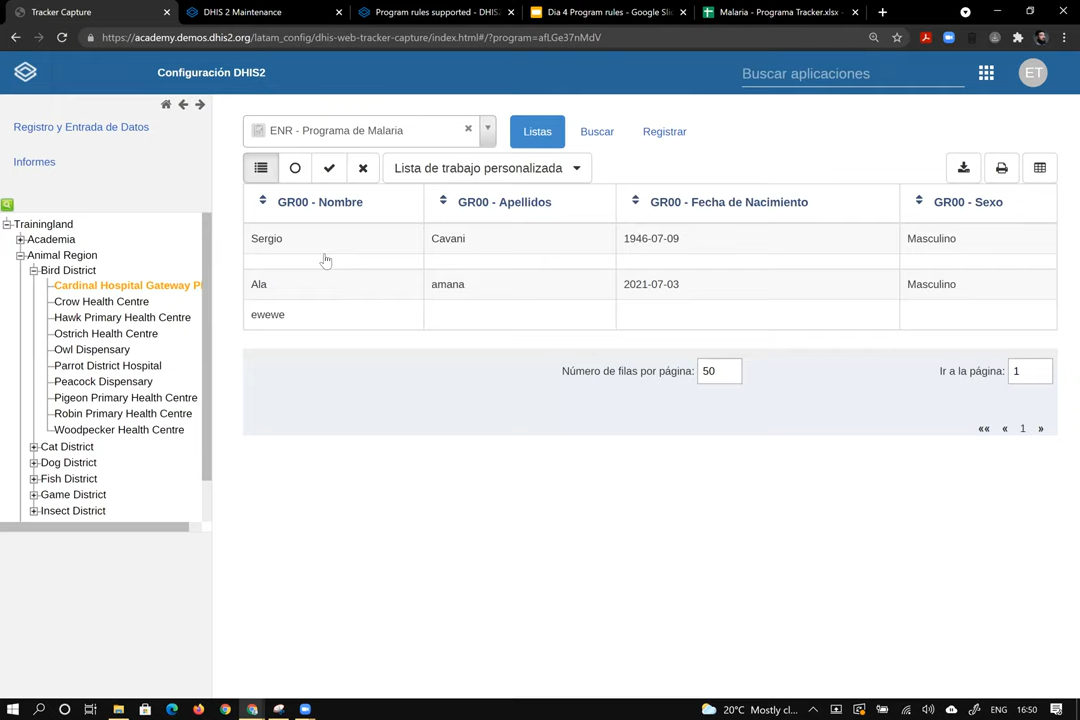 Tracker Capture
DHIS 2 Maintenance
Program rules supported - DHIS
Dia 4 Program rules - Google Sli
Malaria - Programa Tracker.xlsx -
https://academy.demos.dhis2.org/latam_config/dhis-web-tracker-capture/index.html#/?program=afLGe37nMdV
Configuración DHIS2
Buscar aplicaciones
ET
Registro y Entrada de Datos
Informes
Trainingland
Academia
Animal Region
Bird District
Cardinal Hospital Gateway P
Crow Health Centre
Hawk Primary Health Centre
Ostrich Health Centre
Owl Dispensary
Parrot District Hospital
Peacock Dispensary
Pigeon Primary Health Centre
Robin Primary Health Centre
Woodpecker Health Centre
Cat District
Dog District
Fish District
Game District
Insect District
ENR - Programa de Malaria
Listas
Buscar
Registrar
Lista de trabajo personalizada
GR00 - Nombre
GR00 - Apellidos
GR00 - Fecha de Nacimiento
GR00 - Sexo
Sergio
Cavani
1946-07-09
Masculino
Ala
amana
2021-07-03
Masculino
ewewe
Número de filas por página:
50
Ir a la página:
1
«« « 1 »
20°C Mostly cl...
ENG
16:50